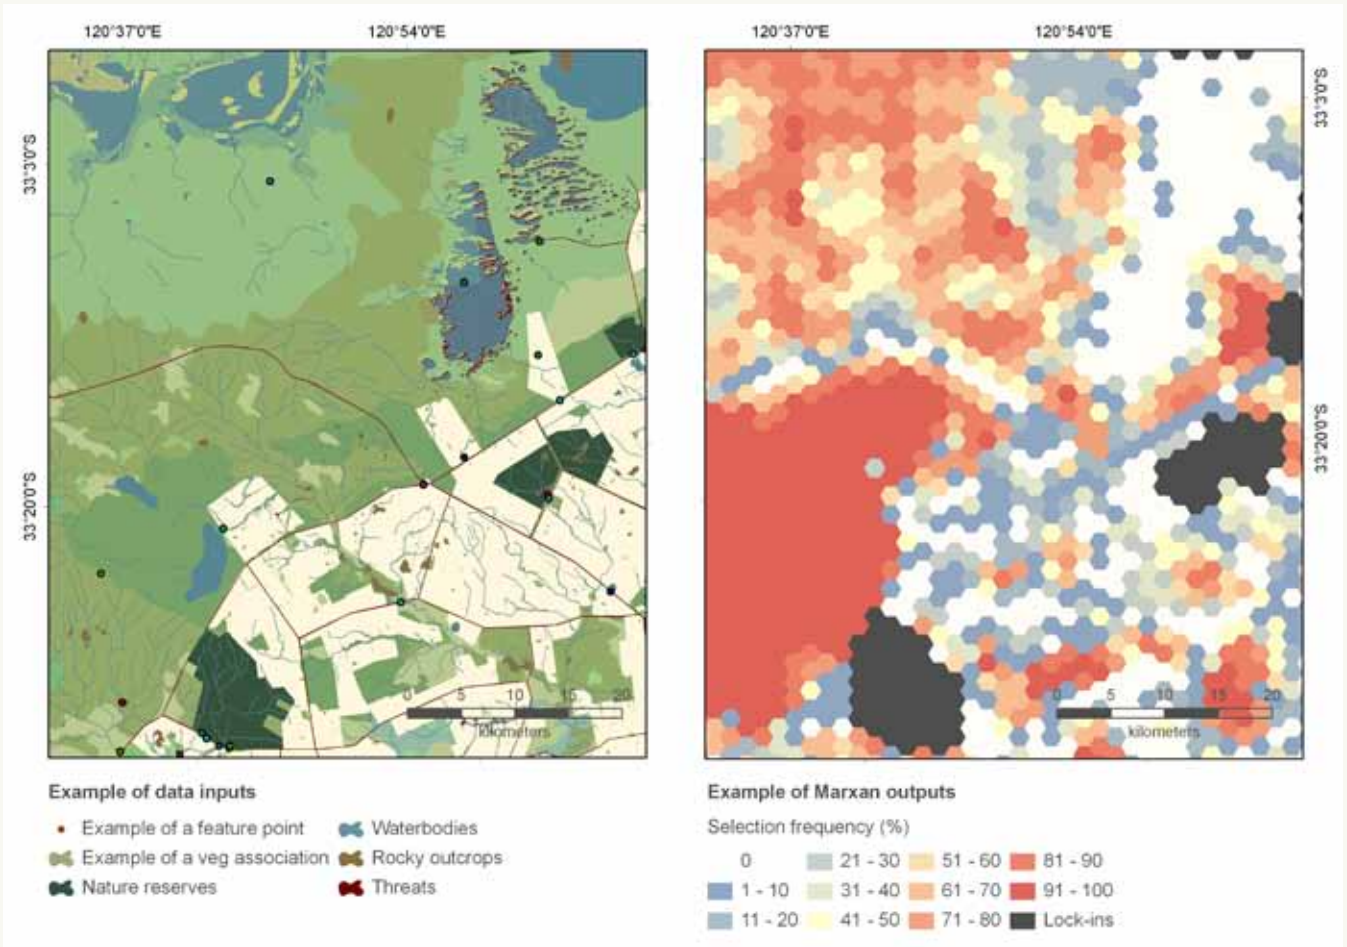 120°37'0"E 120°54'0"E 120°37'0"E 120°54'0"E
33°3'0"S
33°20'0"S
33°3'0"S
33°20'0"S
0 5 10 15 20
kilometers
0 5 10 15 20
kilometers
Example of data inputs
Example of a feature point
Example of a veg association
Nature reserves
Waterbodies
Rocky outcrops
Threats
Example of Marxan outputs
Selection frequency (%)
0
1 - 10
11 - 20
21 - 30
31 - 40
41 - 50
51 - 60
61 - 70
71 - 80
81 - 90
91 - 100
Lock-ins